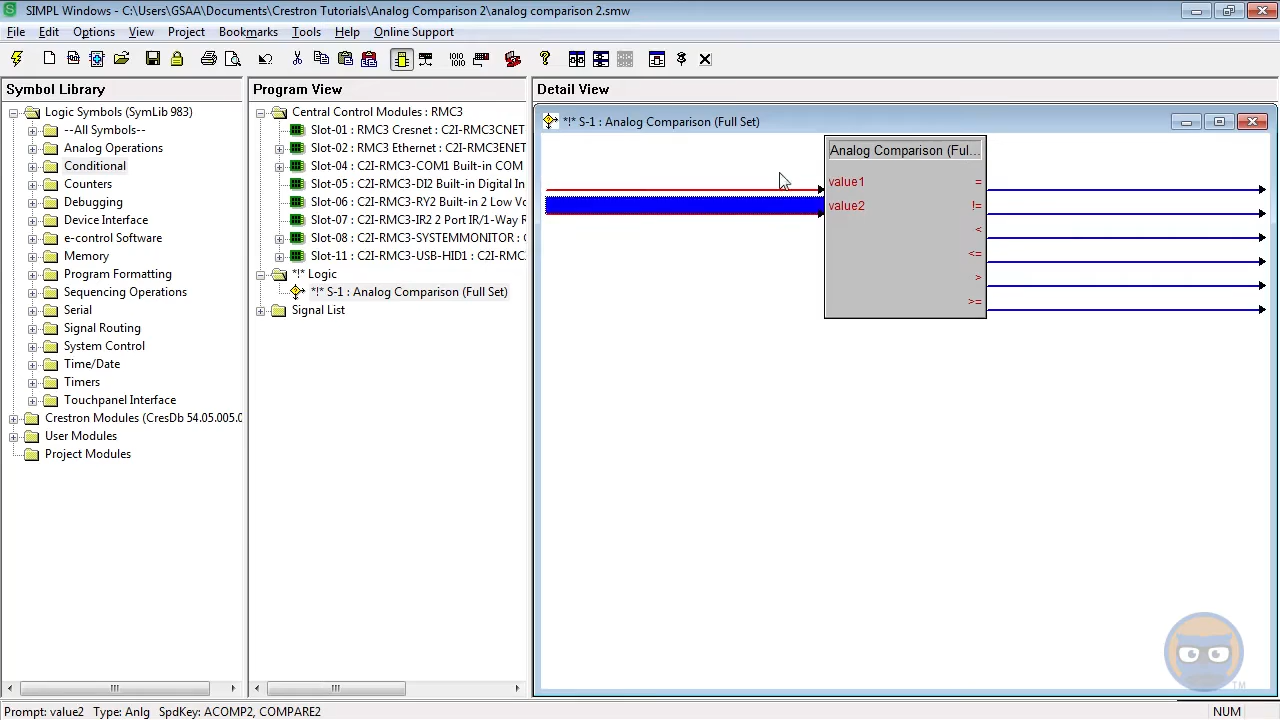 SIMPL Windows - C:\Users\GSAA\Documents\Crestron Tutorials\Analog Comparison 2\analog comparison 2.smw
File Edit Options View Project Bookmarks Tools Help Online Support
Symbol Library
Logic Symbols (SymLib 983)
--All Symbols--
Analog Operations
Conditional
Counters
Debugging
Device Interface
e-control Software
Memory
Program Formatting
Sequencing Operations
Serial
Signal Routing
System Control
Time/Date
Timers
Touchpanel Interface
Crestron Modules (CresDb 54.05.005.0
User Modules
Project Modules
Program View
Central Control Modules : RMC3
Slot-01 : RMC3 Cresnet : C2I-RMC3CNET
Slot-02 : RMC3 Ethernet : C2I-RMC3ENET
Slot-04 : C2I-RMC3-COM1 Built-in COM
Slot-05 : C2I-RMC3-DI2 Built-in Digital In
Slot-06 : C2I-RMC3-RY2 Built-in 2 Low Vo
Slot-07 : C2I-RMC3-IR2 2 Port IR/1-Way R
Slot-08 : C2I-RMC3-SYSTEMMONITOR : C
Slot-11 : C2I-RMC3-USB-HID1 : C2I-RMC
*!* Logic
*!* S-1 : Analog Comparison (Full Set)
Signal List
Detail View
*!* S-1 : Analog Comparison (Full Set)
Analog Comparison (Ful...
value1 =
value2 !=
<
<=
>
>=
TM
Prompt: value2 Type: Anlg SpdKey: ACOMP2, COMPARE2
NUM